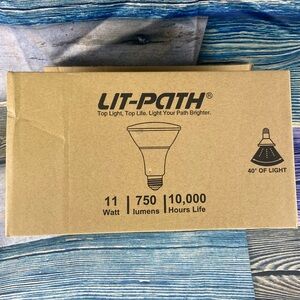 LIT-PATH®
Top Light, Top Life. Light Your Path Brighter.
40° OF LIGHT
11 | 750 | 10,000
Watt | lumens | Hours Life